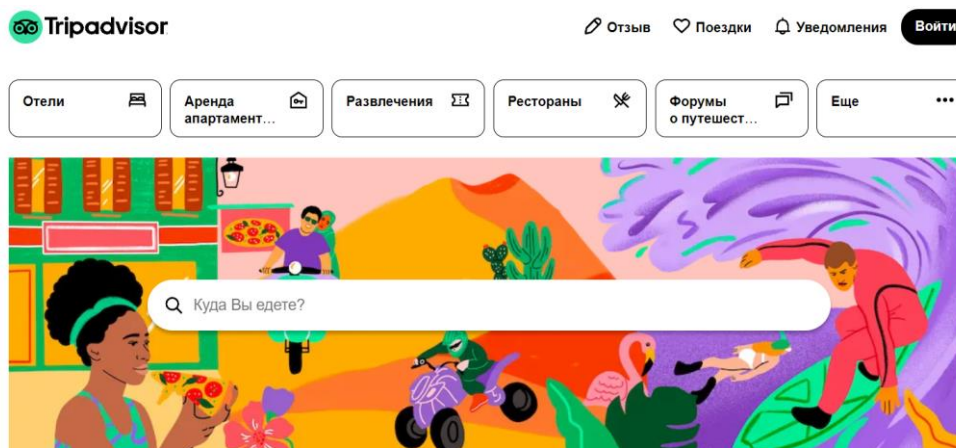 Tripadvisor
Отзыв
Поездки
Уведомления
Войти
Отели
Аренда
апартамент...
Развлечения
Рестораны
Форумы
о путешест...
Еще
Куда Вы едете?